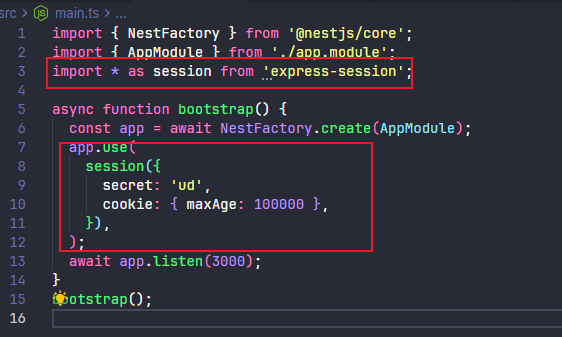 src > JS main.ts > ...
1 import { NestFactory } from '@nestjs/core';
2 import { AppModule } from './app.module';
3 import * as session from 'express-session';
4
5 async function bootstrap() {
6   const app = await NestFactory.create(AppModule);
7   app.use(
8     session({
9       secret: 'ud',
10       cookie: { maxAge: 100000 },
11     }),
12   );
13   await app.listen(3000);
14 }
15 bootstrap();
16